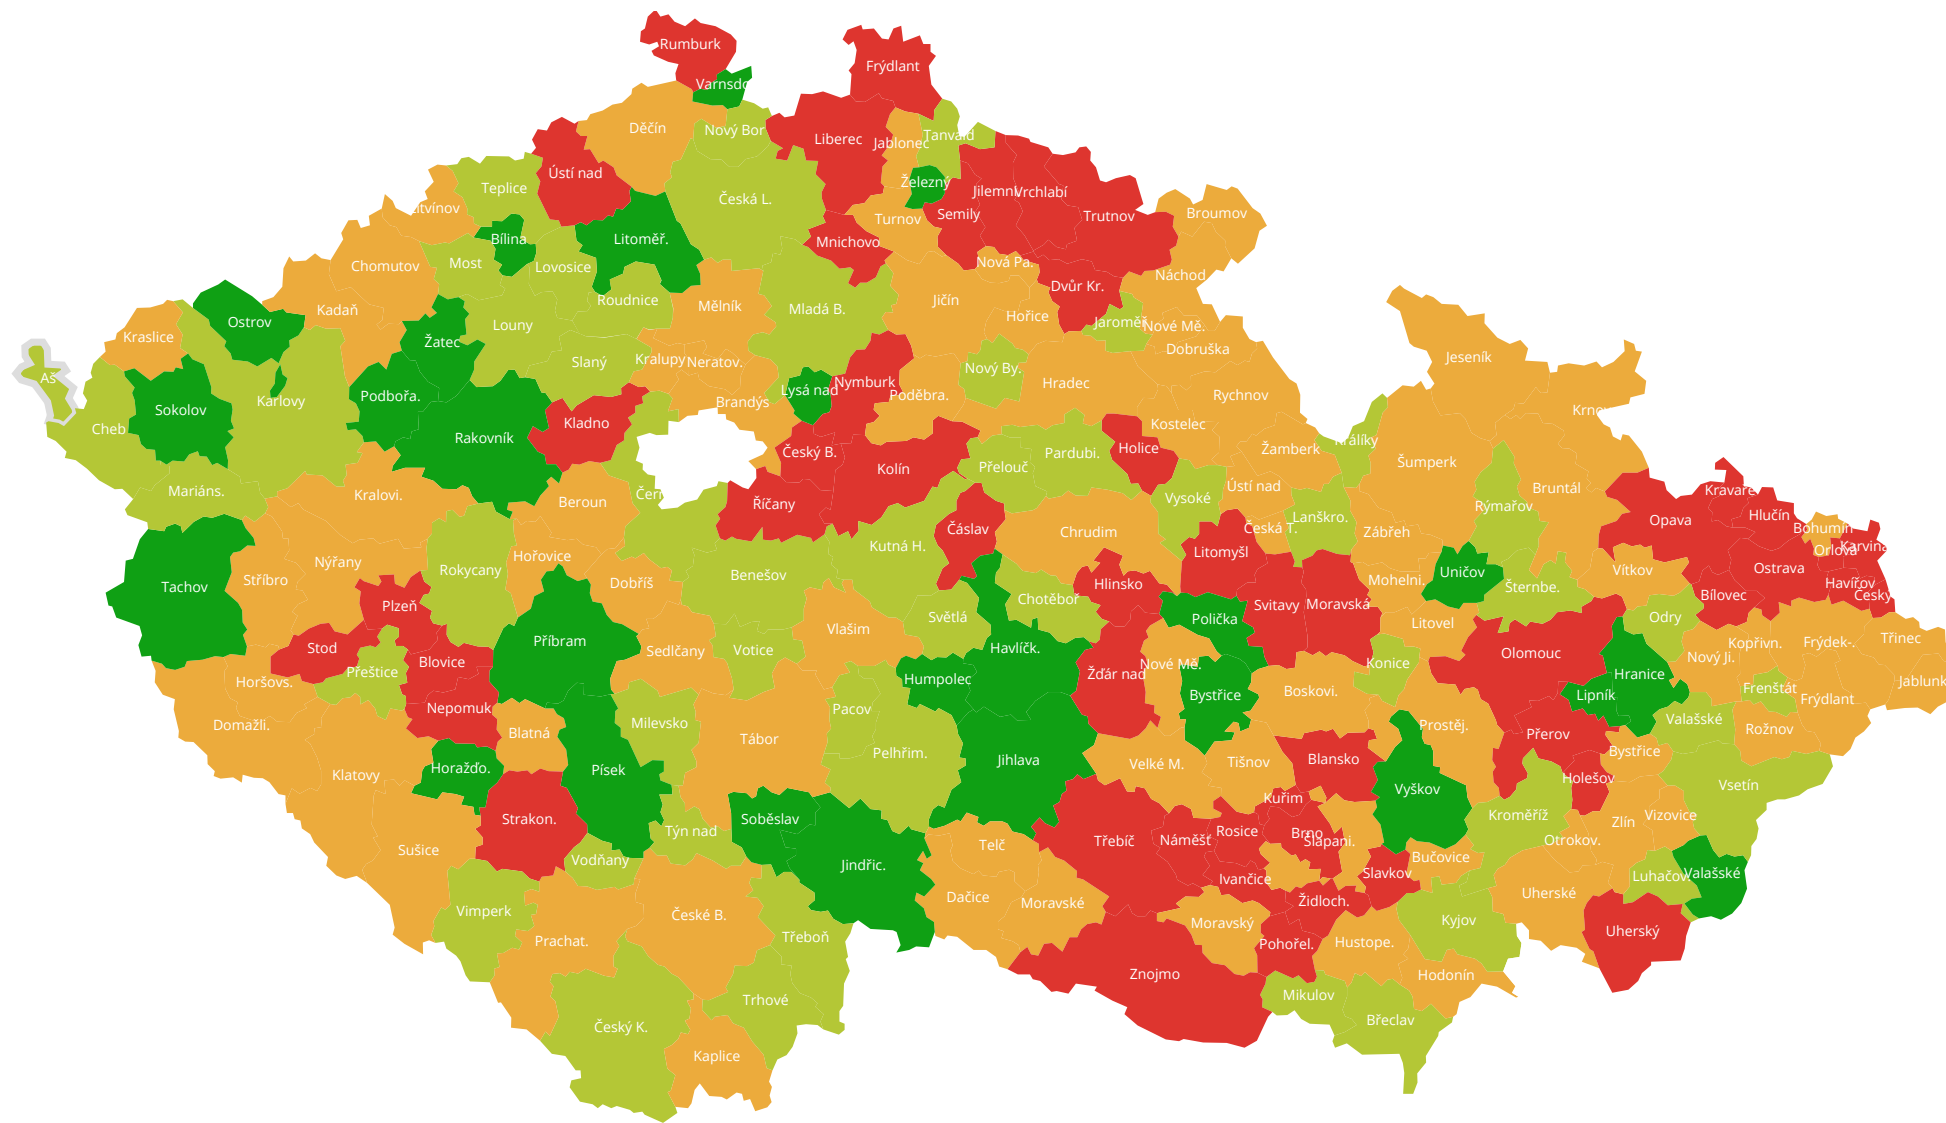 Rumburk
Frýdlant
Varnsdo
Děčín
Nový Bor
Liberec
Jablonec
Tanvald
Ústí nad
Teplice
Železný
Česká L.
Jilemni
Vrchlabí
tvínov
Semily
Trutnov
Broumov
Turnov
Bílina
Litoměř.
Mnichovo
Most
Lovosice
Chomutov
Nová Pa.
Náchod
Dvůr Kr.
Roudnice
Jičín
Mělník
Mladá B.
Kadaň
Hořice
Ostrov
Louny
Jaroměř
Nové Mě.
Kraslice
Žatec
Dobruška
Jeseník
Slaný
Kralupy
Neratov.
Nový By.
Aš
Nymburk
Hradec
Lysá nad
Podbořa.
Poděbra.
Rychnov
Karlovy
Brandýs
Sokolov
Krno
Kladno
Kostelec
Cheb
Rakovník
Králíky
Holice
Žamberk
Český B.
Pardubi.
Šumperk
Přelouč
Kolín
Mariáns.
Kralovi.
Ústí nad
Bruntál
Kravaře
Čern
Vysoké
Beroun
Říčany
Rýmařov
Hlučín
Lanškro.
Opava
Česká T.
Bohumín
Čáslav
Chrudim
Zábřeh
Kutná H.
Karviná
Orlová
Litomyšl
Hořovice
Nýřany
Ostrava
Rokycany
Vítkov
Uničov
Benešov
Stříbro
Mohelni.
Dobříš
Hlinsko
Havířov
Tachov
Šternbe.
Bílovec
Český
Chotěboř
Moravská
Svitavy
Plzeň
Světlá
Odry
Polička
Litovel
Vlašim
Třinec
Příbram
Frýdek-.
Kopřivn.
Stod
Havlíčk.
Votice
Sedlčany
Olomouc
Nový Ji.
Blovice
Konice
Nové Mě.
Přeštice
Žďár nad
Hranice
Humpolec
Jablunk
Horšovs.
Frenštát
Boskovi.
Bystřice
Lipník
Frýdlant
Nepomuk
Pacov
Valašské
Milevsko
Domažli.
Prostěj.
Rožnov
Blatná
Přerov
Tábor
Bystřice
Pelhřim.
Jihlava
Blansko
Tišnov
Velké M.
Horažďo.
Písek
Klatovy
Holešov
Vsetín
Vyškov
Kuřim
Kroměříž
Vizovice
Strakon.
Soběslav
Zlín
Týn nad
Rosice
Brno
Náměšť
Třebíč
Šlapani.
Otrokov.
Telč
Sušice
Bučovice
Vodňany
Jindřic.
Slavkov
Valašské
Luhačov.
Ivančice
Uherské
Dačice
Židloch.
Moravské
Vimperk
České B.
Kyjov
Moravský
Uherský
Třeboň
Prachat.
Hustope.
Pohořel.
Znojmo
Hodonín
Mikulov
Trhové
Břeclav
Český K.
Kaplice